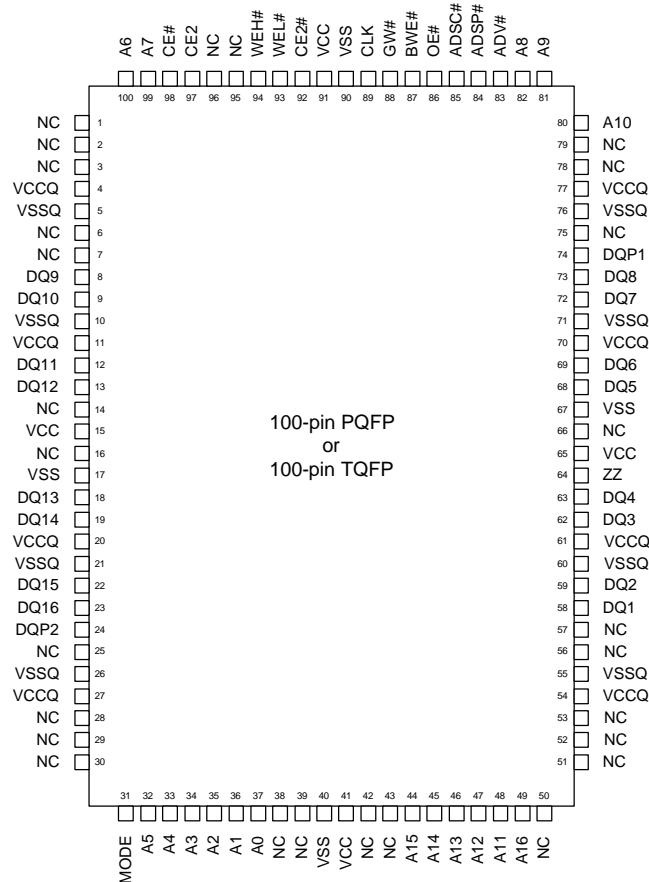 A6 A7 CE# CE2 NC NC WEH# WEL# CE2# VCC VSS CLK GW# BWE# OE# ADSC# ADSP# ADV# A8 A9
100 99 98 97 96 95 94 93 92 91 90 89 88 87 86 85 84 83 82 81
NC 1 80 A10
NC 2 79 NC
NC 3 78 NC
VCCQ 4 77 VCCQ
VSSQ 5 76 VSSQ
NC 6 75 NC
NC 7 74 DQP1
DQ9 8 73 DQ8
DQ10 9 72 DQ7
VSSQ 10 71 VSSQ
VCCQ 11 70 VCCQ
DQ11 12 69 DQ6
DQ12 13 68 DQ5
NC 14 67 VSS
VCC 15 66 NC
NC 16 65 VCC
VSS 17 64 ZZ
DQ13 18 63 DQ4
DQ14 19 62 DQ3
VCCQ 20 61 VCCQ
VSSQ 21 60 VSSQ
DQ15 22 59 DQ2
DQ16 23 58 DQ1
DQP2 24 57 NC
NC 25 56 NC
VSSQ 26 55 VSSQ
VCCQ 27 54 VCCQ
NC 28 53 NC
NC 29 52 NC
NC 30 51 NC
100-pin PQFP
or
100-pin TQFP
31 32 33 34 35 36 37 38 39 40 41 42 43 44 45 46 47 48 49 50
MODE A5 A4 A3 A2 A1 A0 NC NC VSS VCC NC NC A15 A14 A13 A12 A11 A16 NC